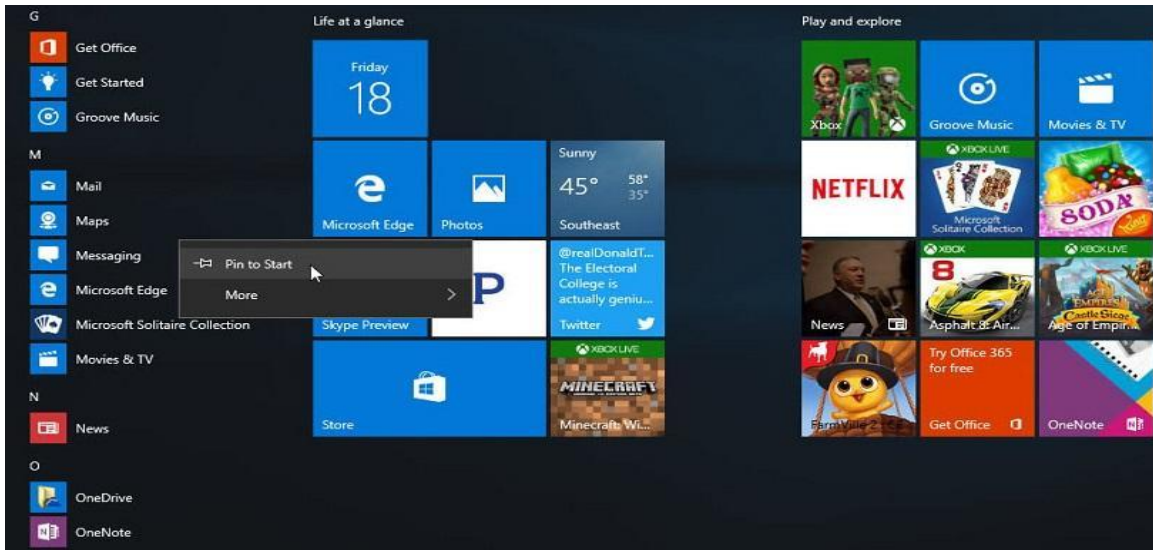 G
Get Office
Get Started
Groove Music
M
Mail
Maps
Messaging
Microsoft Edge
Microsoft Solitaire Collection
Movies & TV
N
News
O
OneDrive
OneNote
Pin to Start
More
Life at a glance
Friday
18
Microsoft Edge
Photos
Sunny
45° 58°
35°
Southeast
Skype Preview
P
@realDonaldT...
The Electoral
College is
actually geniu...
Twitter
Store
XBOX LIVE
MINECRAFT
Minecraft: Wi...
Play and explore
Xbox
Groove Music
Movies & TV
NETFLIX
XBOX LIVE
Microsoft
Solitaire Collection
SODA
News
XBOX
8
Asphalt 8: Air...
XBOX LIVE
AGE
EMPIRES
Castle Siege
Age of Empir...
FarmVille 2: C
Try Office 365
for free
Get Office
OneNote